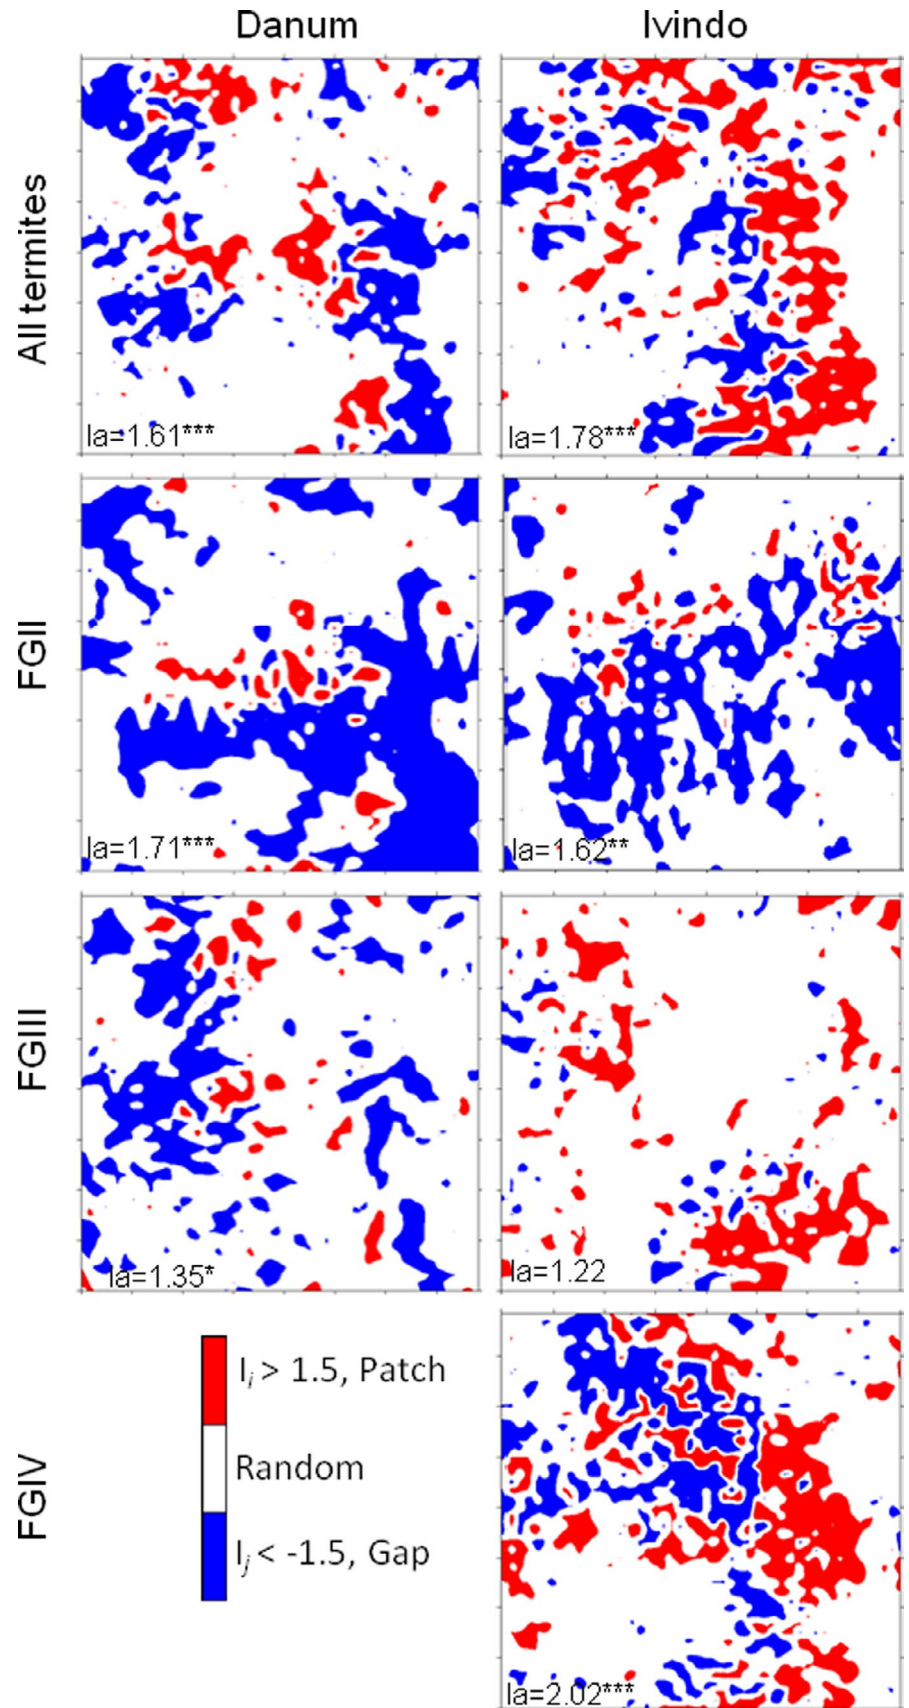 Danum Ivindo
All termites
Ia=1.61***
Ia=1.78***
FGII
Ia=1.71***
Ia=1.62**
FGIII
Ia=1.35*
Ia=1.22
FGIV
Iᵢ > 1.5, Patch
Random
Iⱼ < -1.5, Gap
Ia=2.02***